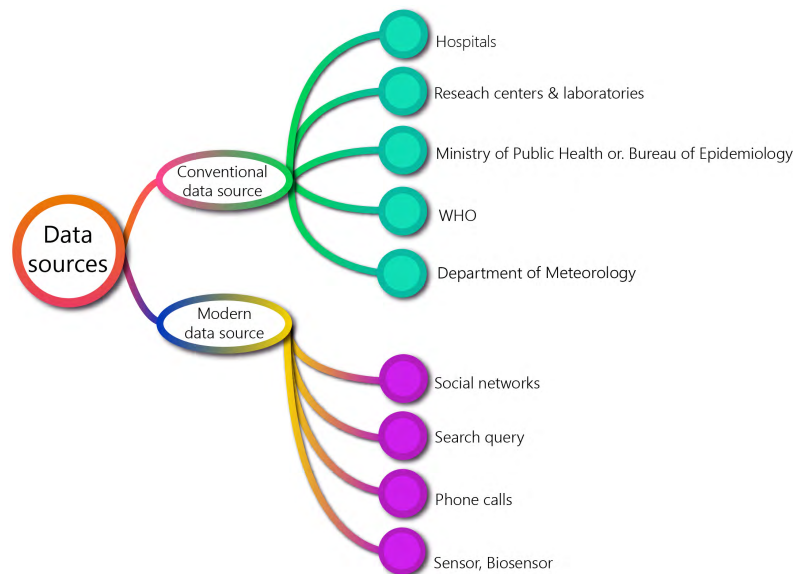 Data
sources
Conventional
data source
Hospitals
Reseach centers & laboratories
Ministry of Public Health or. Bureau of Epidemiology
WHO
Department of Meteorology
Modern
data source
Social networks
Search query
Phone calls
Sensor, Biosensor